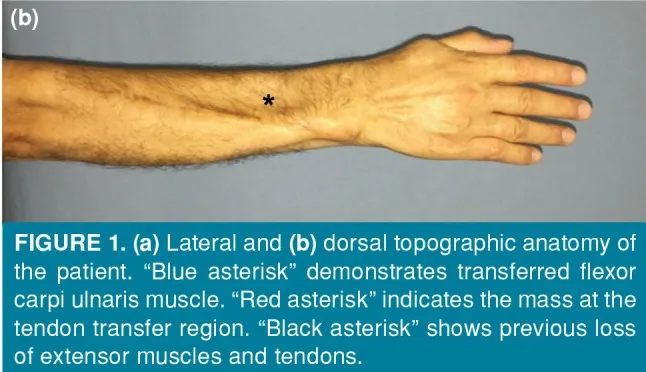 (b)
*
FIGURE 1. (a) Lateral and (b) dorsal topographic anatomy of
the patient. “Blue asterisk” demonstrates transferred flexor
carpi ulnaris muscle. “Red asterisk” indicates the mass at the
tendon transfer region. “Black asterisk” shows previous loss
of extensor muscles and tendons.